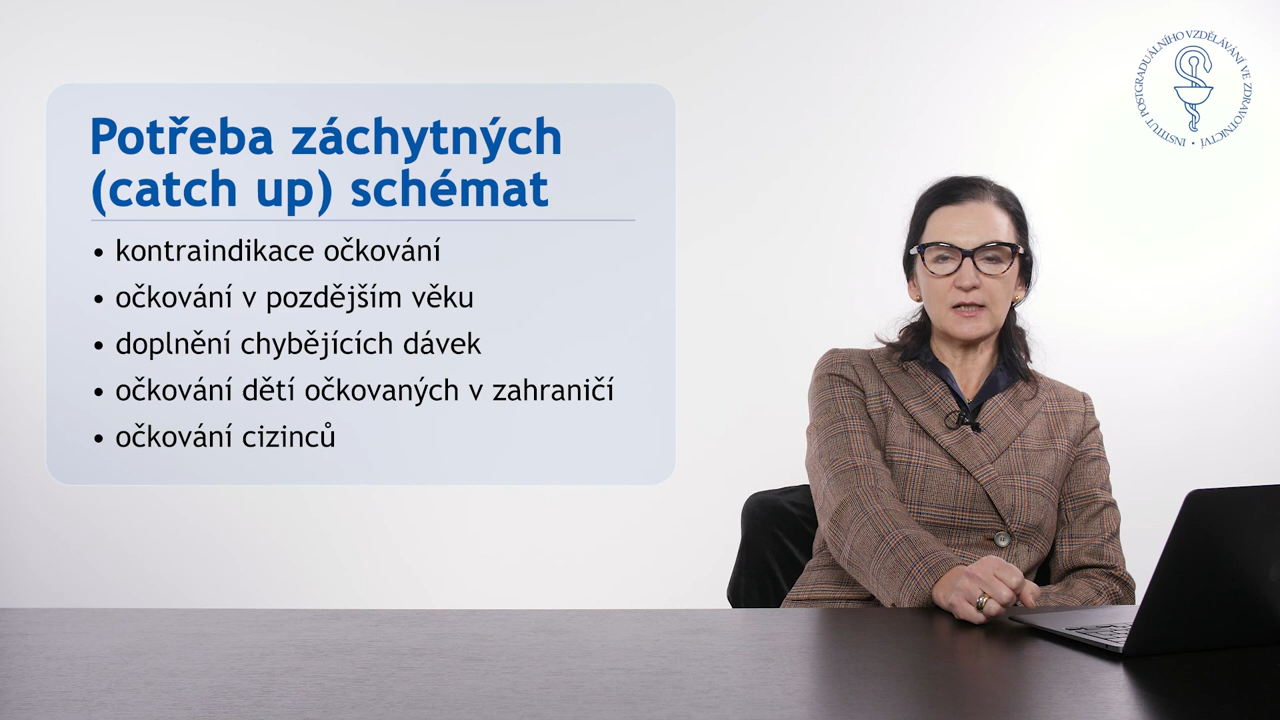 Potřeba záchytných
(catch up) schémat
• kontraindikace očkování
• očkování v pozdějším věku
• doplnění chybějících dávek
• očkování dětí očkovaných v zahraničí
• očkování cizinců
INSTITUT POSTGRADUÁLNÍHO VZDĚLÁVÁNÍ VE ZDRAVOTNICTVÍ •